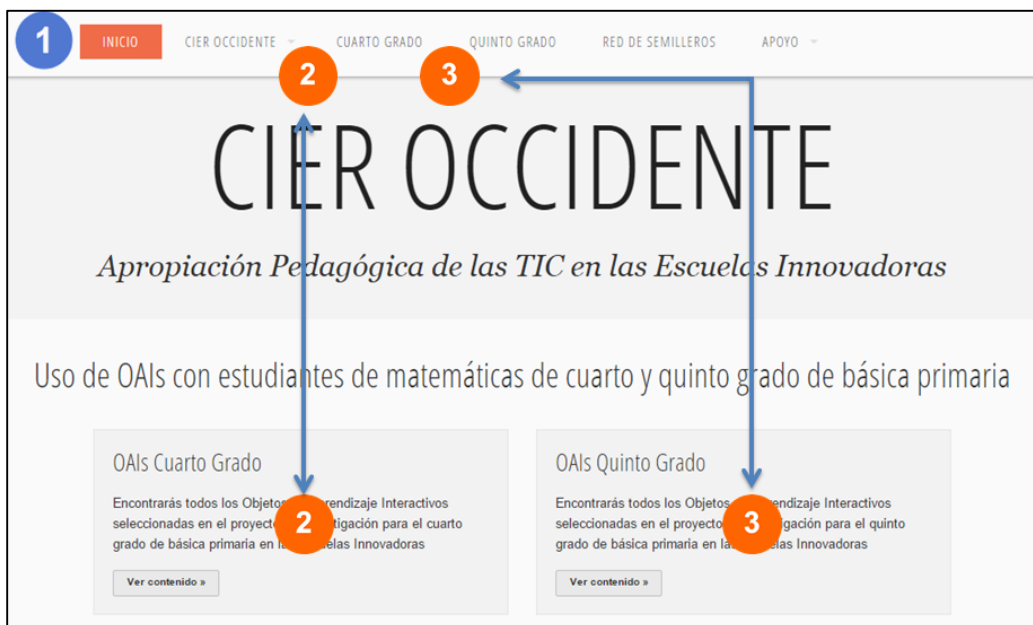 1 INICIO CIER OCCIDENTE CUARTO GRADO QUINTO GRADO RED DE SEMILLEROS APOYO
2 3
CIER OCCIDENTE
Apropiación Pedagógica de las TIC en las Escuelas Innovadoras
Uso de OAIs con estudiantes de matemáticas de cuarto y quinto grado de básica primaria
OAIs Cuarto Grado
Encontrarás todos los Objetos
seleccionadas en el proyecto para el cuarto
grado de básica primaria en Innovadoras
2
Ver contenido »
OAIs Quinto Grado
Encontrarás todos los Objetos
seleccionadas en el proyecto para el quinto
grado de básica primaria en Innovadoras
3
Ver contenido »